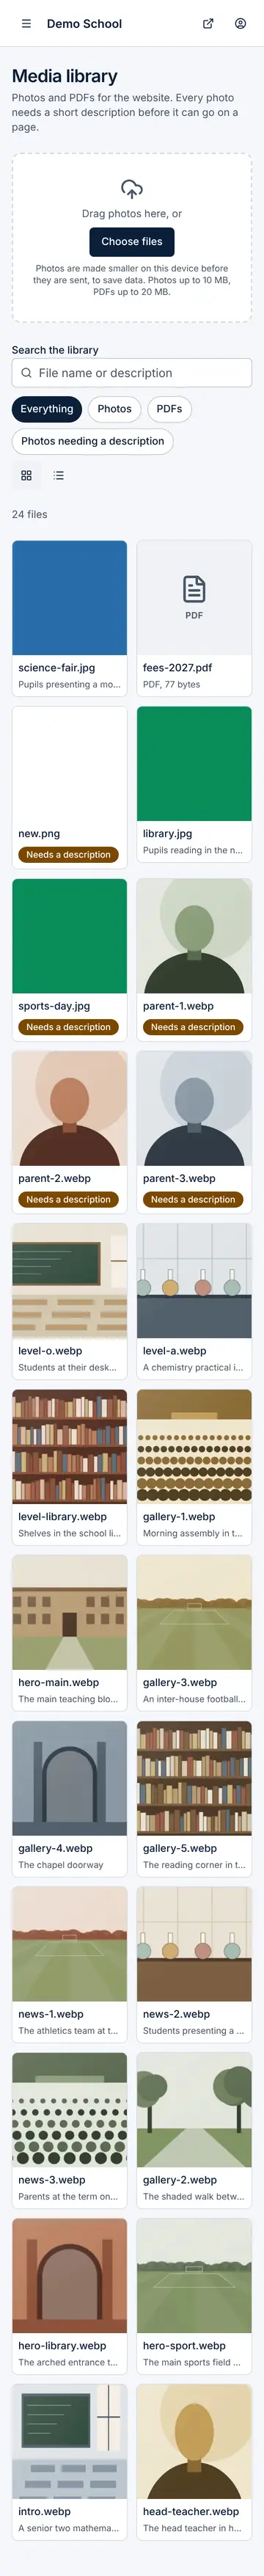 Demo School
Media library
Photos and PDFs for the website. Every photo
needs a short description before it can go on a
page.
Drag photos here, or
Choose files
Photos are made smaller on this device before
they are sent, to save data. Photos up to 10 MB,
PDFs up to 20 MB.
Search the library
File name or description
Everything
Photos
PDFs
Photos needing a description
24 files
PDF
science-fair.jpg
Pupils presenting a mo...
fees-2027.pdf
PDF, 77 bytes
new.png
Needs a description
library.jpg
Pupils reading in the n...
sports-day.jpg
Needs a description
parent-1.webp
Needs a description
parent-2.webp
Needs a description
parent-3.webp
Needs a description
level-o.webp
Students at their desk...
level-a.webp
A chemistry practical i...
level-library.webp
Shelves in the school li...
gallery-1.webp
Morning assembly in t...
hero-main.webp
The main teaching blo...
gallery-3.webp
An inter-house football...
gallery-4.webp
The chapel doorway
gallery-5.webp
The reading corner in t...
news-1.webp
The athletics team at t...
news-2.webp
Students presenting a ...
news-3.webp
Parents at the term on...
gallery-2.webp
The shaded walk betw...
hero-library.webp
The arched entrance t...
hero-sport.webp
The main sports field ...
intro.webp
A senior two mathema...
head-teacher.webp
The head teacher in h...